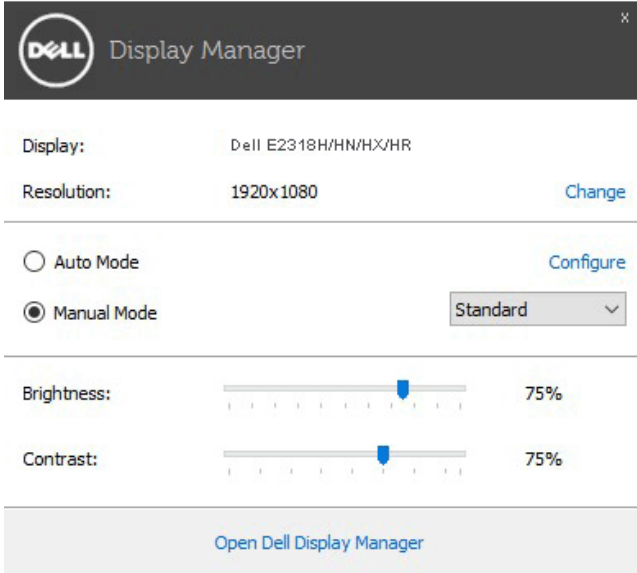 DELL Display Manager X
Display: Dell E2318H/HN/HX/HR
Resolution: 1920x1080 Change
Auto Mode Configure
Manual Mode Standard
Brightness: 75%
Contrast: 75%
Open Dell Display Manager